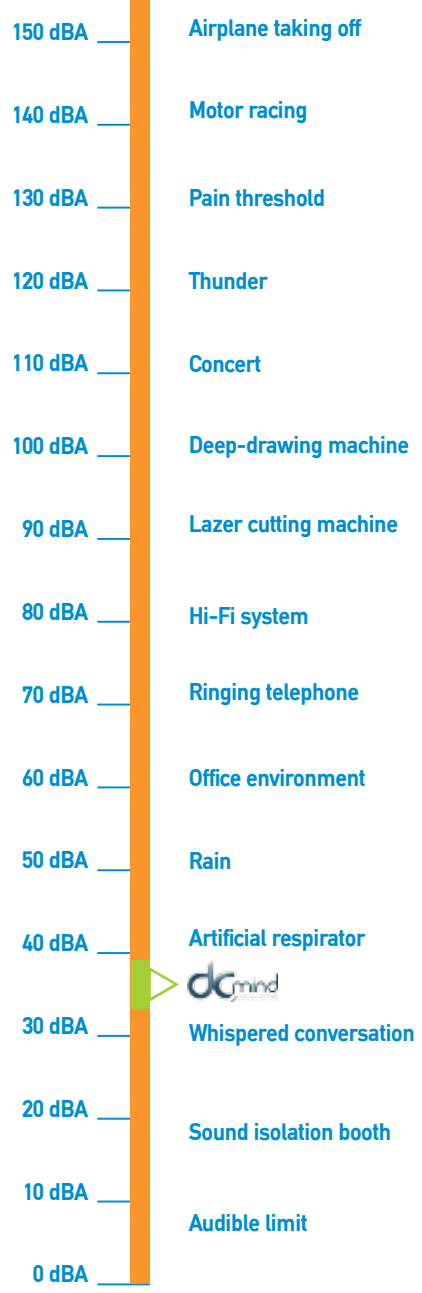 150 dBA Airplane taking off
140 dBA Motor racing
130 dBA Pain threshold
120 dBA Thunder
110 dBA Concert
100 dBA Deep-drawing machine
90 dBA Lazer cutting machine
80 dBA Hi-Fi system
70 dBA Ringing telephone
60 dBA Office environment
50 dBA Rain
40 dBA Artificial respirator
dcmind
30 dBA Whispered conversation
20 dBA Sound isolation booth
10 dBA Audible limit
0 dBA